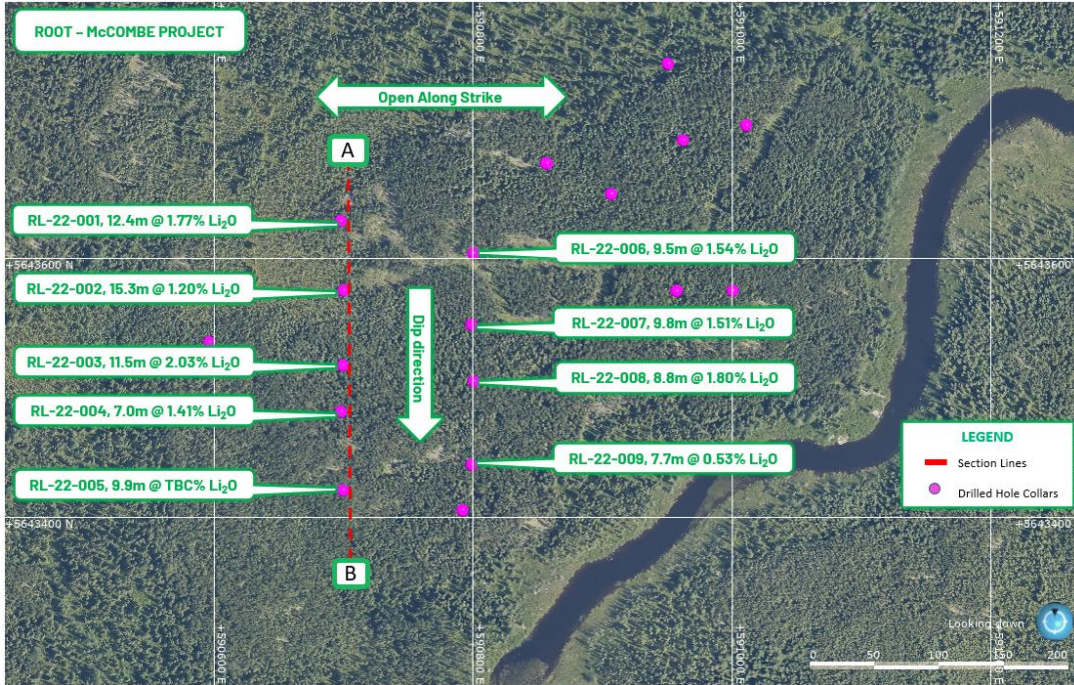 ROOT – McCOMBE PROJECT
Open Along Strike
A
RL-22-001, 12.4m @ 1.77% Li₂O
RL-22-006, 9.5m @ 1.54% Li₂O
+5643600 N
+5643600
RL-22-002, 15.3m @ 1.20% Li₂O
Dip direction
RL-22-007, 9.8m @ 1.51% Li₂O
RL-22-003, 11.5m @ 2.03% Li₂O
RL-22-008, 8.8m @ 1.80% Li₂O
RL-22-004, 7.0m @ 1.41% Li₂O
RL-22-009, 7.7m @ 0.53% Li₂O
RL-22-005, 9.9m @ TBC% Li₂O
LEGEND
Section Lines
Drilled Hole Collars
+5643400 N
+5643400
B
+590800 E
+591000 E
+591200 E
+590600 E
+590800 E
+591000 E
Looking down
0 50 100 150 200